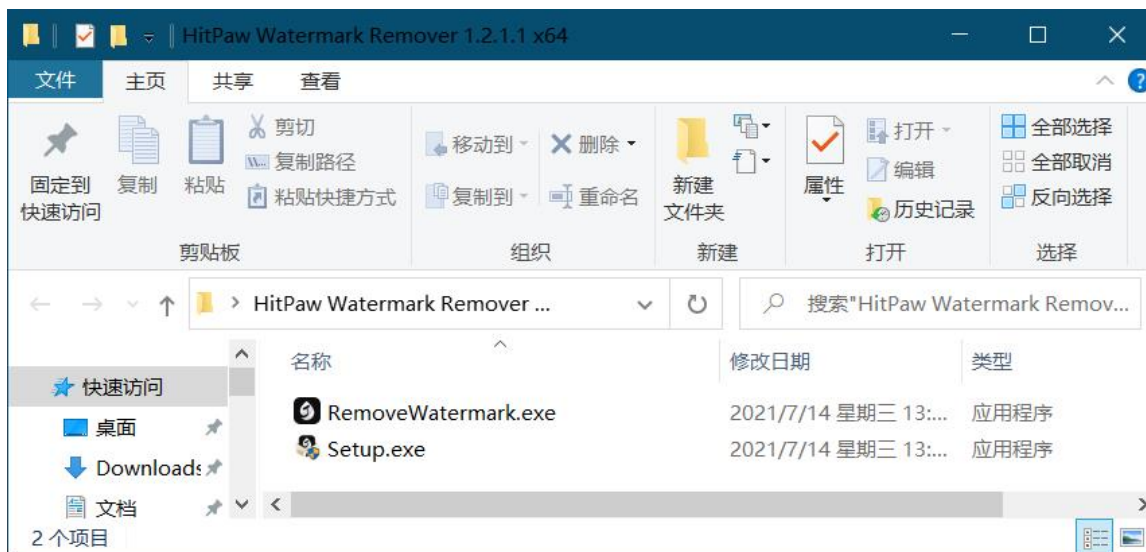 HitPaw Watermark Remover 1.2.1.1 x64
文件 主页 共享 查看
固定到
快速访问
复制
粘贴
剪切
复制路径
粘贴快捷方式
剪贴板
移动到 删除
复制到 重命名
组织
新建
文件夹
新建
属性
打开
编辑
历史记录
打开
全部选择
全部取消
反向选择
选择
HitPaw Watermark Remover ...
搜索"HitPaw Watermark Remov...
快速访问
桌面
Downloads
文档
名称 修改日期 类型
RemoveWatermark.exe 2021/7/14 星期三 13:... 应用程序
Setup.exe 2021/7/14 星期三 13:... 应用程序
2 个项目